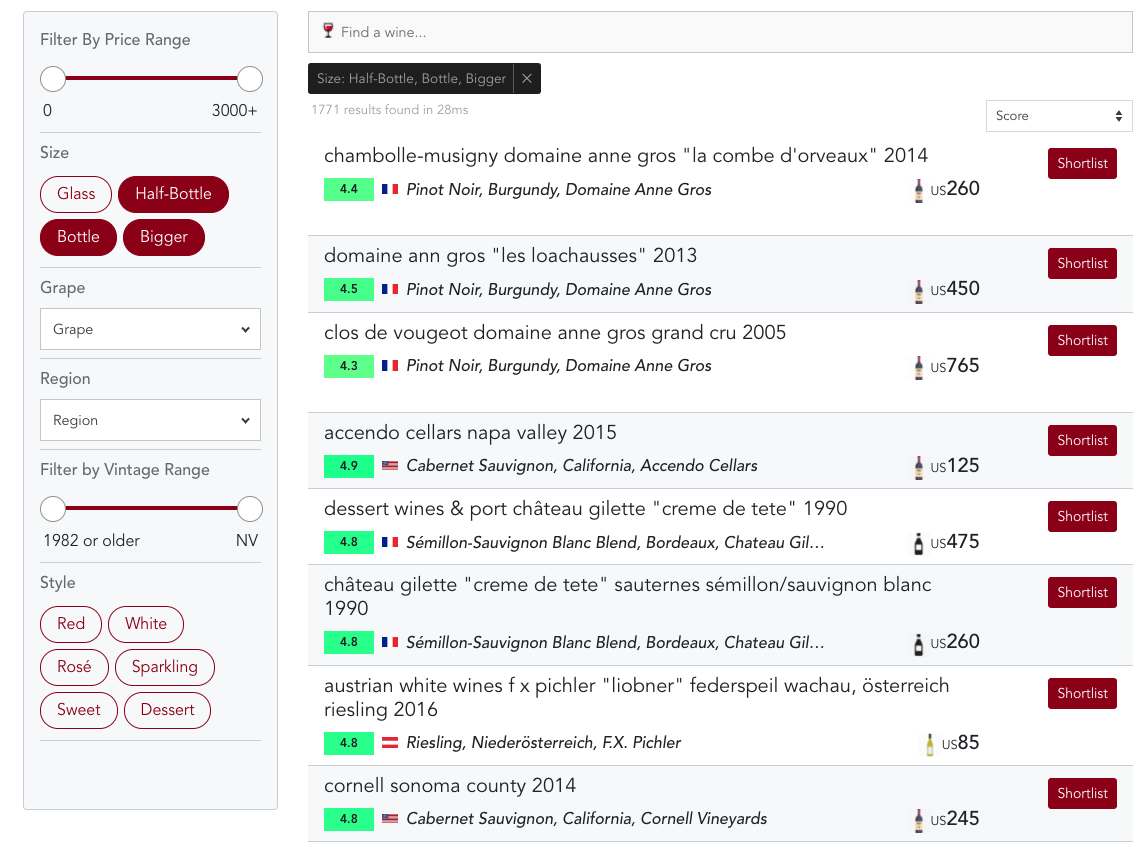 Filter By Price Range
0 3000+
Size
Glass Half-Bottle
Bottle Bigger
Grape
Grape
Region
Region
Filter by Vintage Range
1982 or older NV
Style
Red White
Rosé Sparkling
Sweet Dessert
Find a wine...
Size: Half-Bottle, Bottle, Bigger ×
1771 results found in 28ms
Score
chambolle-musigny domaine anne gros "la combe d'orveaux" 2014
Shortlist
4.4 Pinot Noir, Burgundy, Domaine Anne Gros US260
domaine ann gros "les loachausses" 2013
Shortlist
4.5 Pinot Noir, Burgundy, Domaine Anne Gros US450
clos de vougeot domaine anne gros grand cru 2005
Shortlist
4.3 Pinot Noir, Burgundy, Domaine Anne Gros US765
accendo cellars napa valley 2015
Shortlist
4.9 Cabernet Sauvignon, California, Accendo Cellars US125
dessert wines & port château gilette "creme de tete" 1990
Shortlist
4.8 Sémillon-Sauvignon Blanc Blend, Bordeaux, Chateau Gil... US475
château gilette "creme de tete" sauternes sémillon/sauvignon blanc
1990
Shortlist
4.8 Sémillon-Sauvignon Blanc Blend, Bordeaux, Chateau Gil... US260
austrian white wines f x pichler "liobner" federspeil wachau, österreich
riesling 2016
Shortlist
4.8 Riesling, Niederösterreich, F.X. Pichler US85
cornell sonoma county 2014
Shortlist
4.8 Cabernet Sauvignon, California, Cornell Vineyards US245